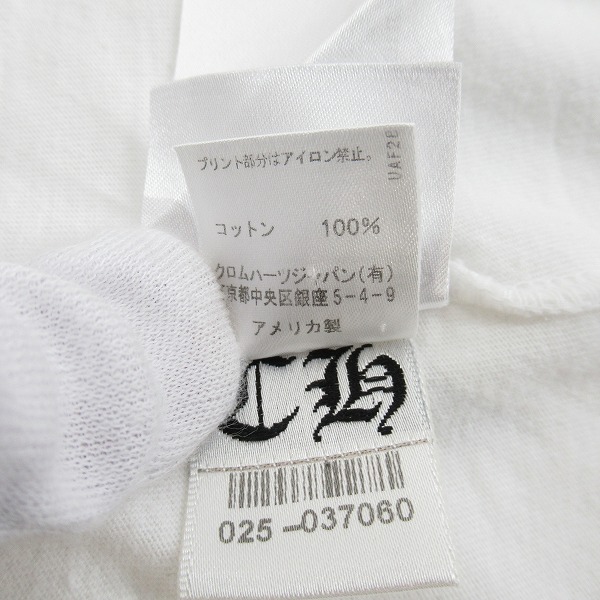 プリント部分はアイロン禁止。
UAF2E
コットン 100%
クロムハーツジャパン(有)
東京都中央区銀座5-4-9
アメリカ製
CH
025-037060